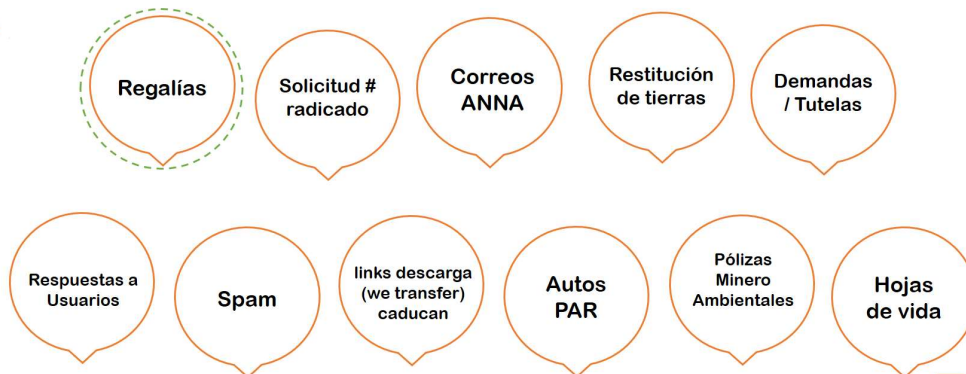 Regalías
Solicitud #
radicado
Correos
ANNA
Restitución
de tierras
Demandas
/ Tutelas
Respuestas a
Usuarios
Spam
links descarga
(we transfer)
caducan
Autos
PAR
Pólizas
Minero
Ambientales
Hojas
de vida